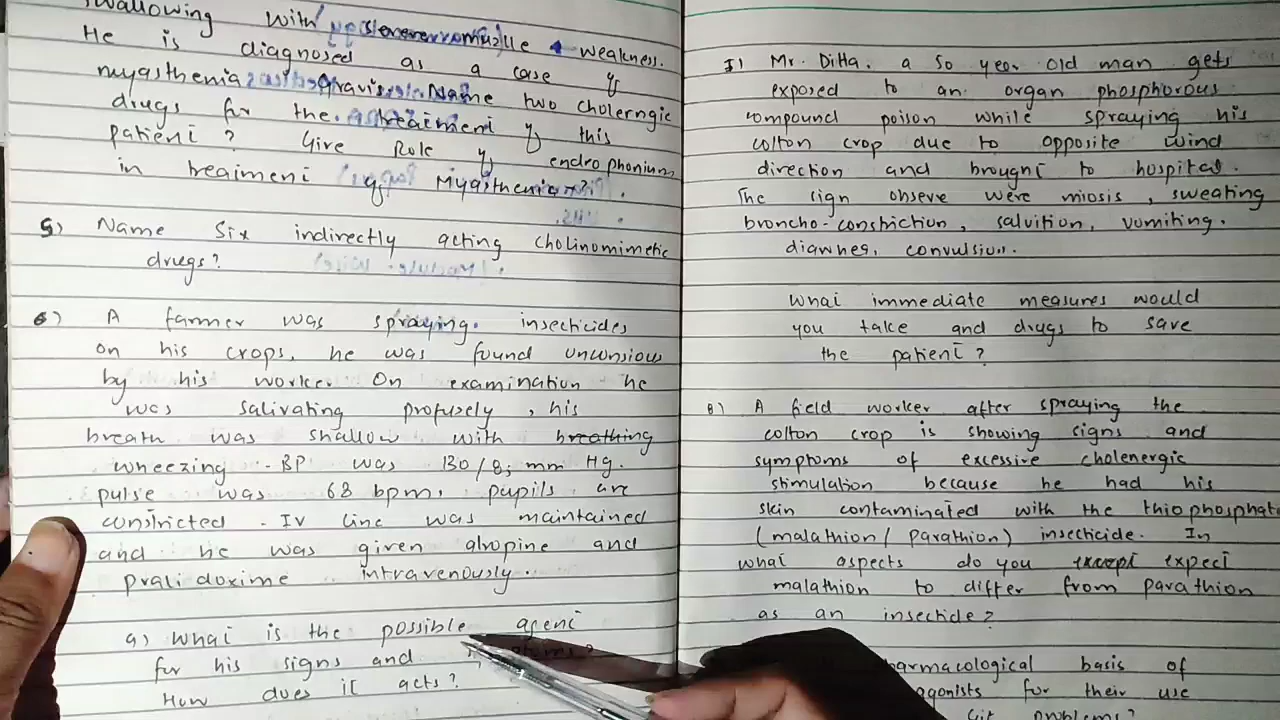 swallowing with muslle weakness.
He is diagnosed as a case of
myasthenia gravis. Name two cholerngic
drugs for the treaiment of this
patient? Give Role of endrophonium
in treaiment of Myasthenia?
5) Name Six indirectly acting Cholinomimetic
drugs?
6) A farmer was spraying insecticides
on his crops, he was found unconsious
by his worker. On examination he
was salivating profusely, his
breath was shallow with breathing
wheezing. BP was 130/85 mm Hg.
pulse was 68 bpm, pupils are
constricted. IV line was maintained
and he was given atropine and
prali doxime intravenously.
a) what is the possible agent
for his signs and
How does it acts?
Mr. Ditta, a 50 year old man gets
exposed to an organ phosphorous
compound poison while spraying his
cotton crop due to opposite wind
direction and brought to hospital.
The sign observe were miosis, sweating
broncho-constriction, salvition, vomiting.
diarrhea, convulsion.
what immediate measures would
you take and drugs to save
the patient?
8) A field worker after spraying the
cotton crop is showing signs and
symptoms of excessive cholenergic
stimulation because he had his
skin contaminated with the thiophosphate
(malathion/ parathion) insecticide. In
what aspects do you except expect
malathion to differ from parathion
as an insectide?
basis of
for their use